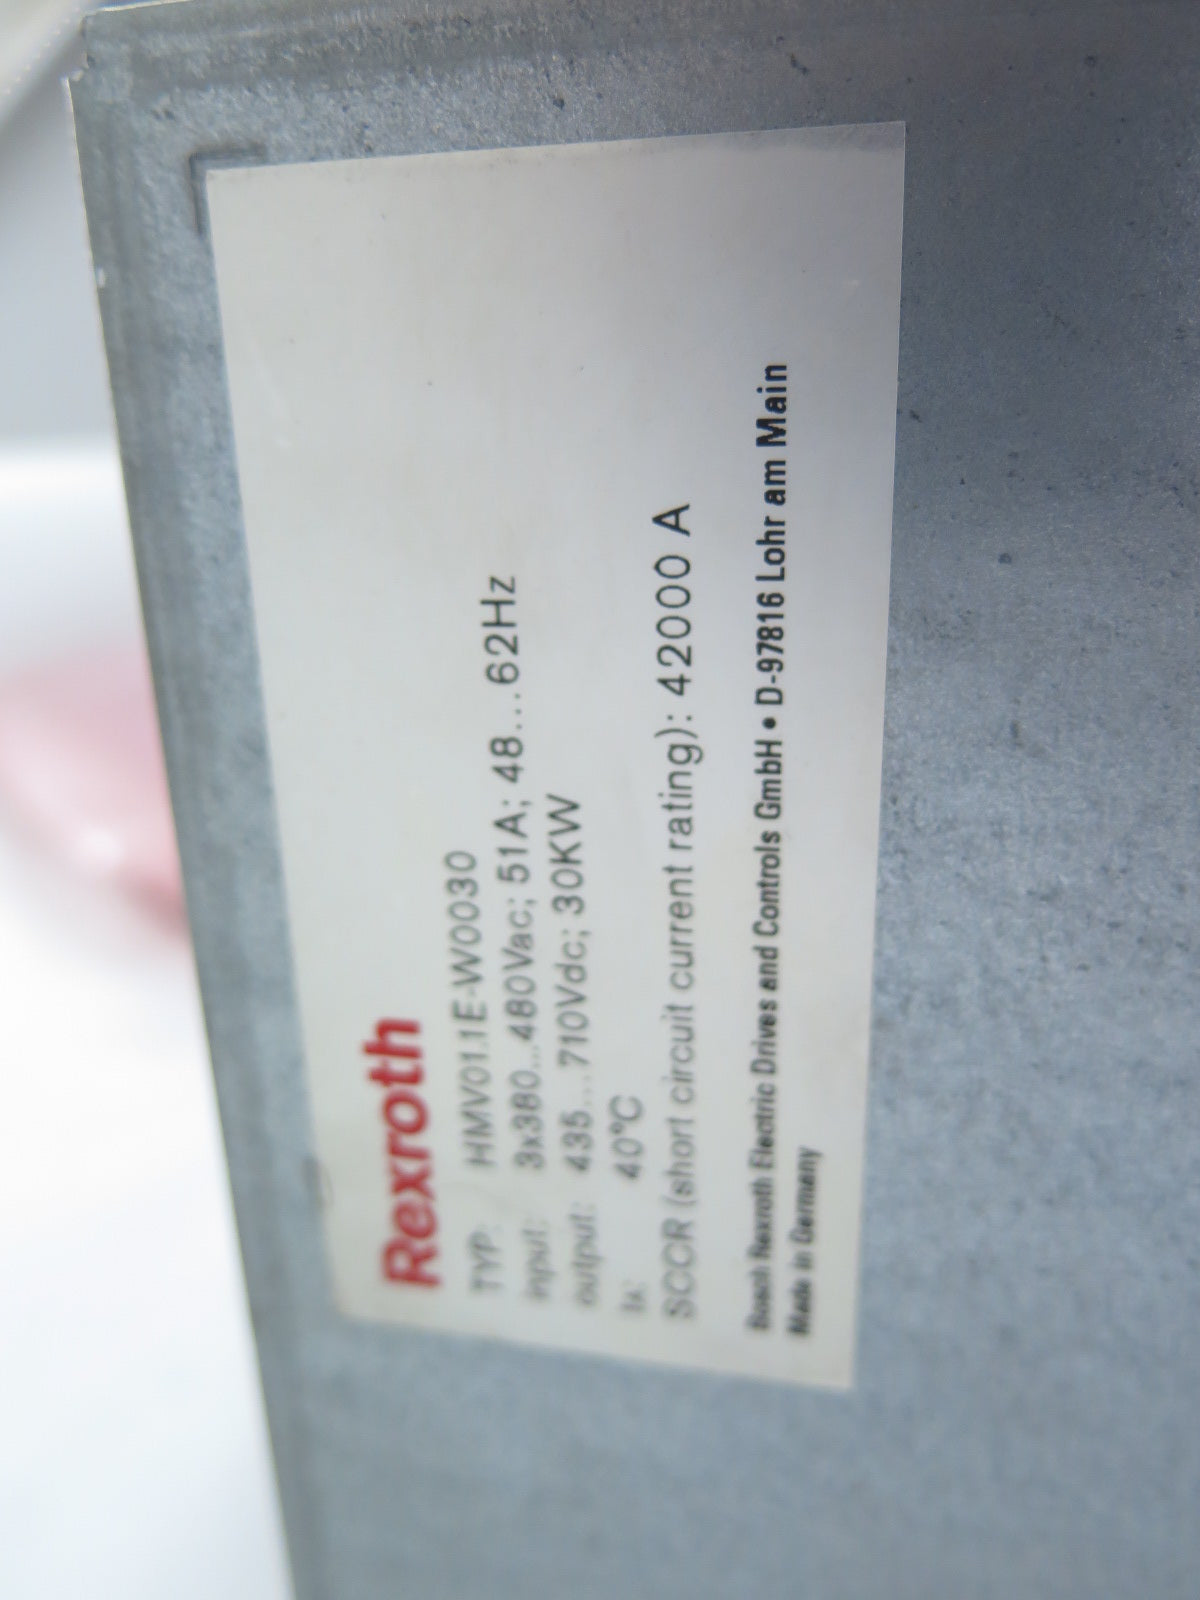 Rexroth
TYP: HMV01.1E-W0030
input: 3x380...480Vac; 51A; 48...62Hz
output: 435...710Vdc; 30KW
40°C
SCCR (short circuit current rating): 42000 A
Bosch Rexroth Electric Drives and Controls GmbH • D-97816 Lohr am Main
Made in Germany